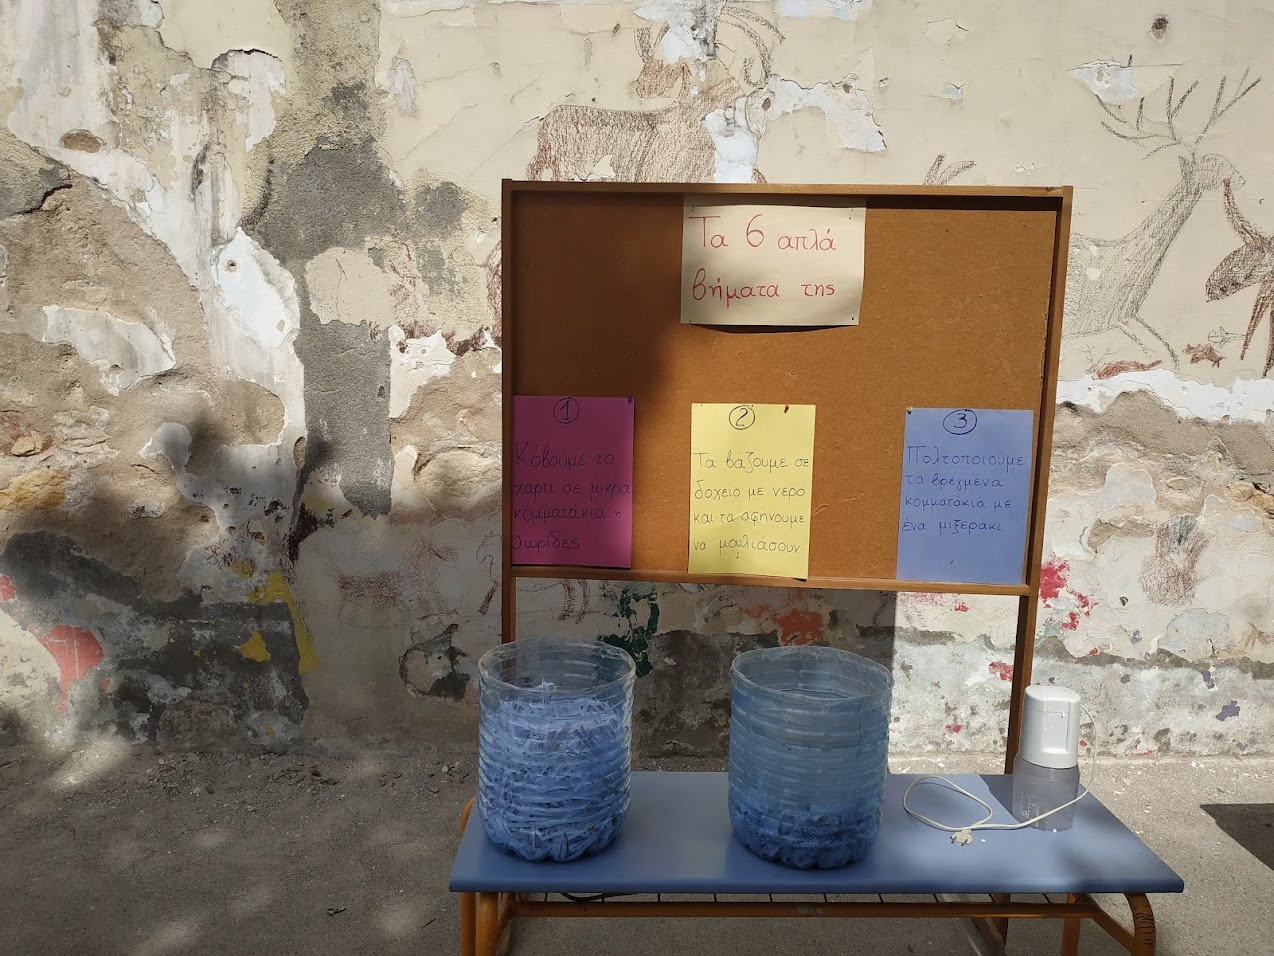 Τα 6 απλά
βήματα της
1
Κόβουμε το
χαρτί σε μικρά
κομματάκια ή
λωρίδες
2
Τα βάζουμε σε
δοχείο με νερό
και τα αφήνουμε
να μουλιάσουν
3
Πολτοποιούμε
τα βρεγμένα
κομματάκια με
ένα μιξεράκι.